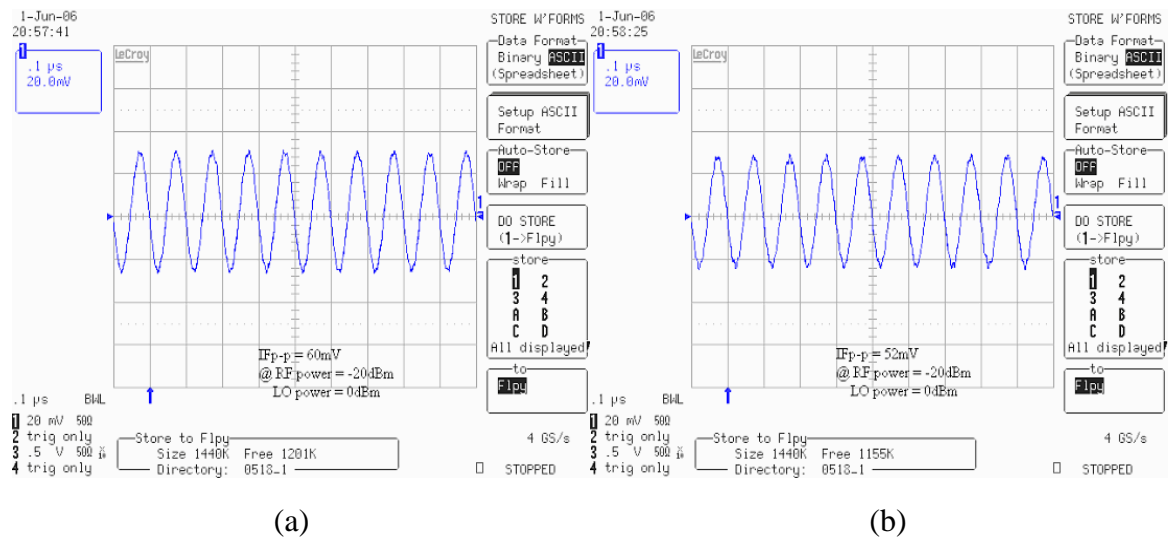 1-Jun-06
20:57:41
1
.1 µs
20.0mV
LeCroy
STORE W'FORMS
Data Format
Binary ASCII
(Spreadsheet)
Setup ASCII
Format
Auto-Store
OFF
Wrap Fill
DO STORE
(1->Flpy)
store
1 2
3 4
A B
C D
All displayed
to
Flpy
1
IFp-p = 60mV
@ RF power = -20dBm
LO power = 0dBm
.1 µs BWL
1 20 mV 50Ω
2 trig only
3 .5 V 50Ω
4 trig only
Store to Flpy
Size 1440K Free 1201K
Directory: 0518_1
4 GS/s
STOPPED
(a)
1-Jun-06
20:58:25
1
.1 µs
20.0mV
LeCroy
STORE W'FORMS
Data Format
Binary ASCII
(Spreadsheet)
Setup ASCII
Format
Auto-Store
OFF
Wrap Fill
DO STORE
(1->Flpy)
store
1 2
3 4
A B
C D
All displayed
to
Flpy
1
IFp-p = 52mV
@ RF power = -20dBm
LO power = 0dBm
.1 µs BWL
1 20 mV 50Ω
2 trig only
3 .5 V 50Ω
4 trig only
Store to Flpy
Size 1440K Free 1155K
Directory: 0518_1
4 GS/s
STOPPED
(b)